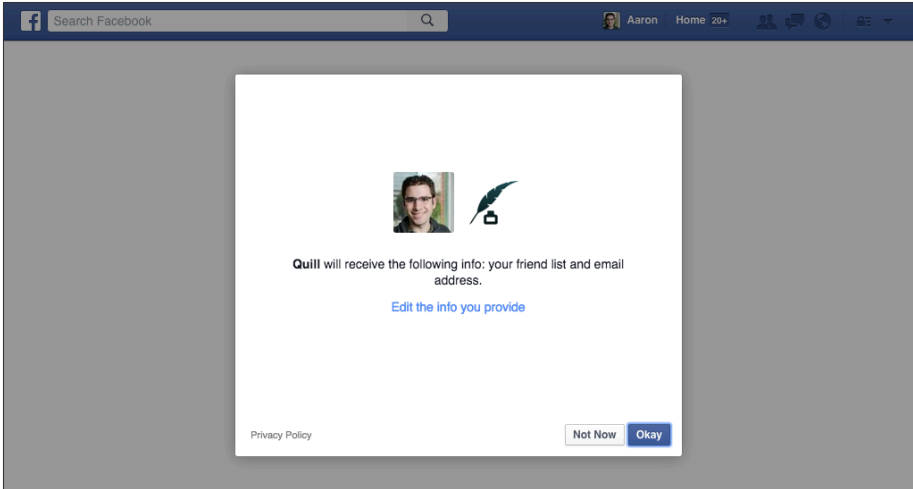 f
Search Facebook
Aaron
Home 20+
Quill will receive the following info: your friend list and email
address.
Edit the info you provide
Privacy Policy
Not Now
Okay